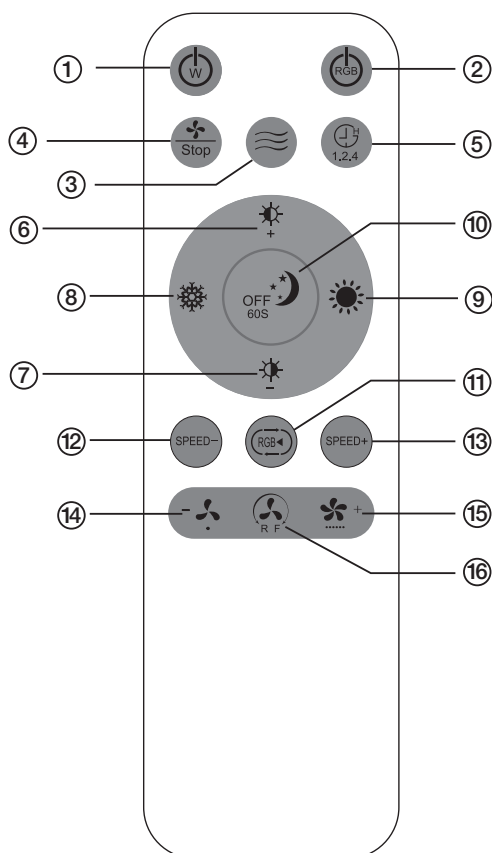 ① ②
W RGB
④ Stop ③ H 1.2.4 ⑤
⑥ + ⑩
⑧ OFF 60S ⑨
⑦ − ⑪
⑫ SPEED− RGB SPEED+ ⑬
⑭ − R F + ⑮
⑯